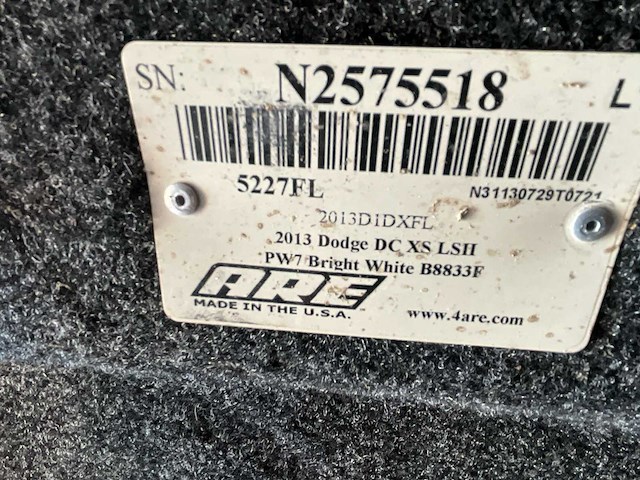 SN: N2575518 L
5227FL N31130729T0721
2013D1DXFL
2013 Dodge DC XS LSH
PW7 Bright White B8833F
ARE
MADE IN THE U.S.A. www.4are.com